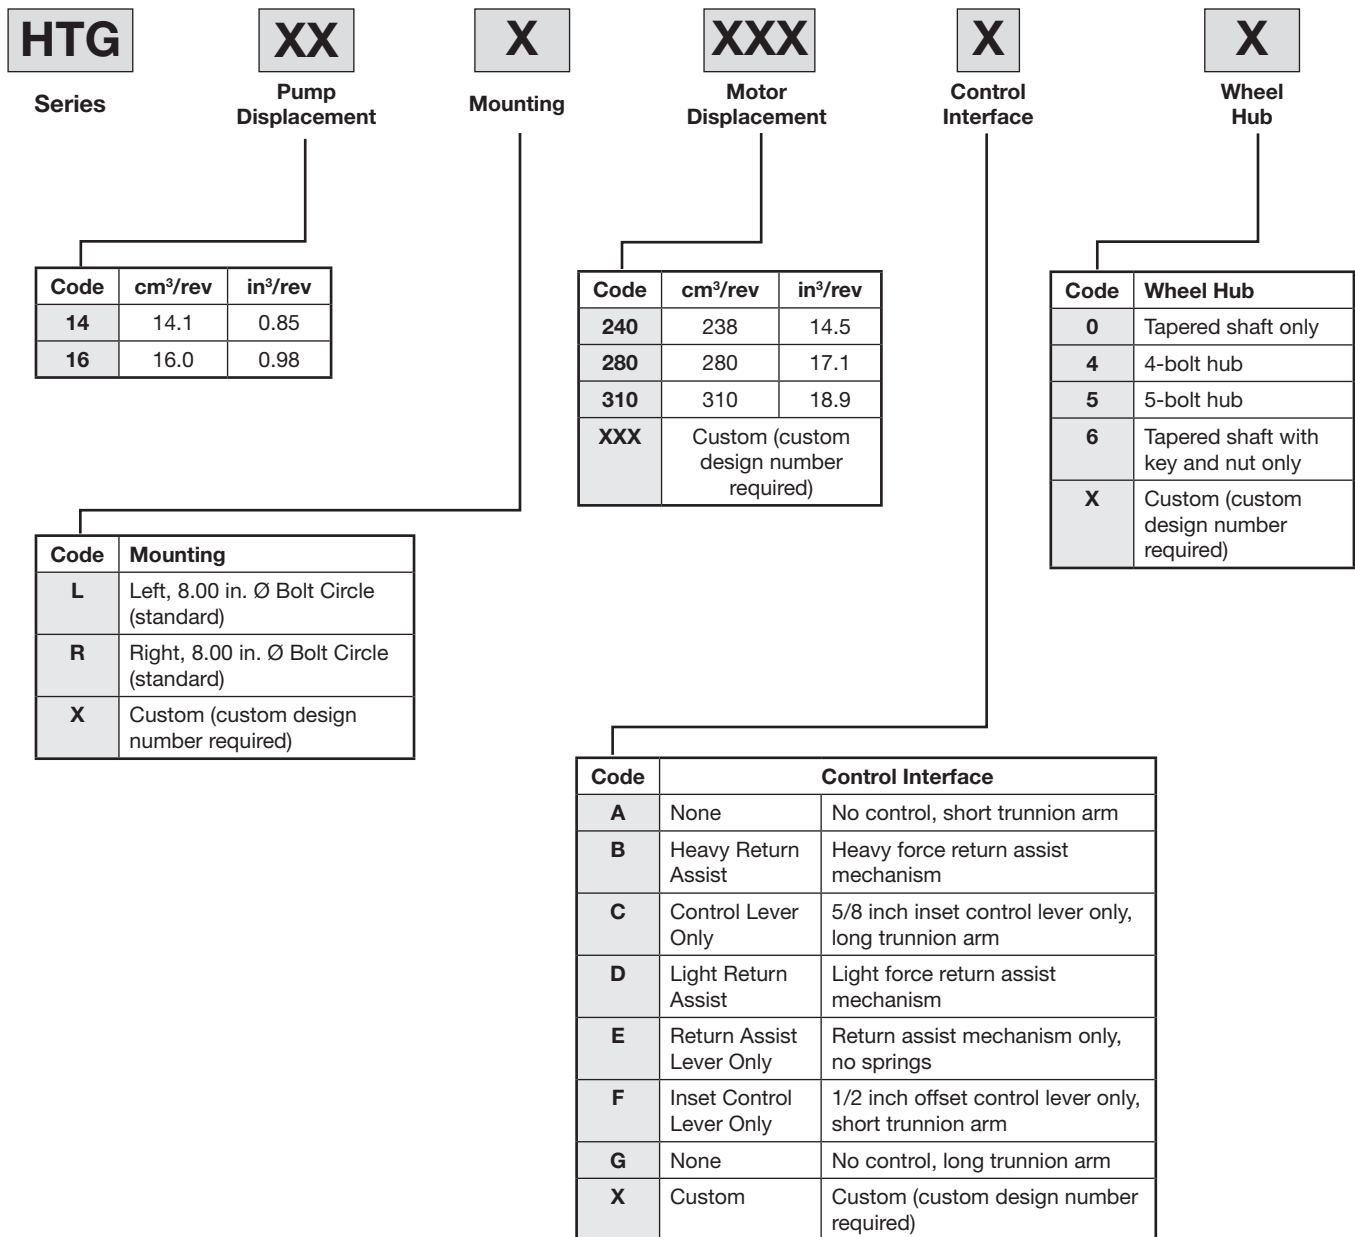 HTG XX X XXX X X
Series
Pump
Displacement
Mounting
Motor
Displacement
Control
Interface
Wheel
Hub
Code cm³/rev in³/rev
14 14.1 0.85
16 16.0 0.98
Code cm³/rev in³/rev
240 238 14.5
280 280 17.1
310 310 18.9
XXX Custom (custom
design number
required)
Code Wheel Hub
0 Tapered shaft only
4 4-bolt hub
5 5-bolt hub
6 Tapered shaft with
key and nut only
X Custom (custom
design number
required)
Code Mounting
L Left, 8.00 in. Ø Bolt Circle
(standard)
R Right, 8.00 in. Ø Bolt Circle
(standard)
X Custom (custom design
number required)
Code Control Interface
A None No control, short trunnion arm
B Heavy Return Heavy force return assist
Assist mechanism
C Control Lever 5/8 inch inset control lever only,
Only long trunnion arm
D Light Return Light force return assist
Assist mechanism
E Return Assist Return assist mechanism only,
Lever Only no springs
F Inset Control 1/2 inch offset control lever only,
Lever Only short trunnion arm
G None No control, long trunnion arm
X Custom Custom (custom design number
required)